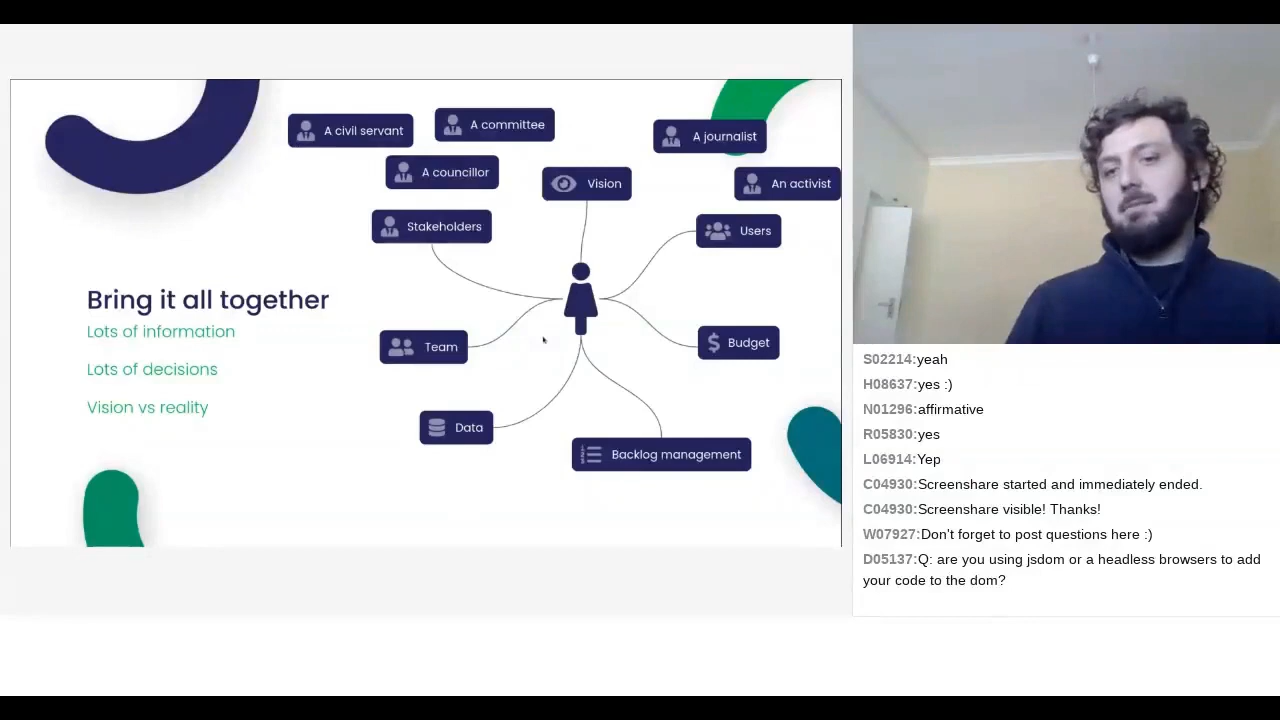 A civil servant
A committee
A journalist
A councillor
Vision
An activist
Stakeholders
Users
Bring it all together
Lots of information
Lots of decisions
Vision vs reality
Team
Budget
Data
Backlog management
S02214:yeah
H08637:yes :)
N01296:affirmative
R05830:yes
L06914:Yep
C04930:Screenshare started and immediately ended.
C04930:Screenshare visible! Thanks!
W07927:Don't forget to post questions here :)
D05137:Q: are you using jsdom or a headless browsers to add
your code to the dom?